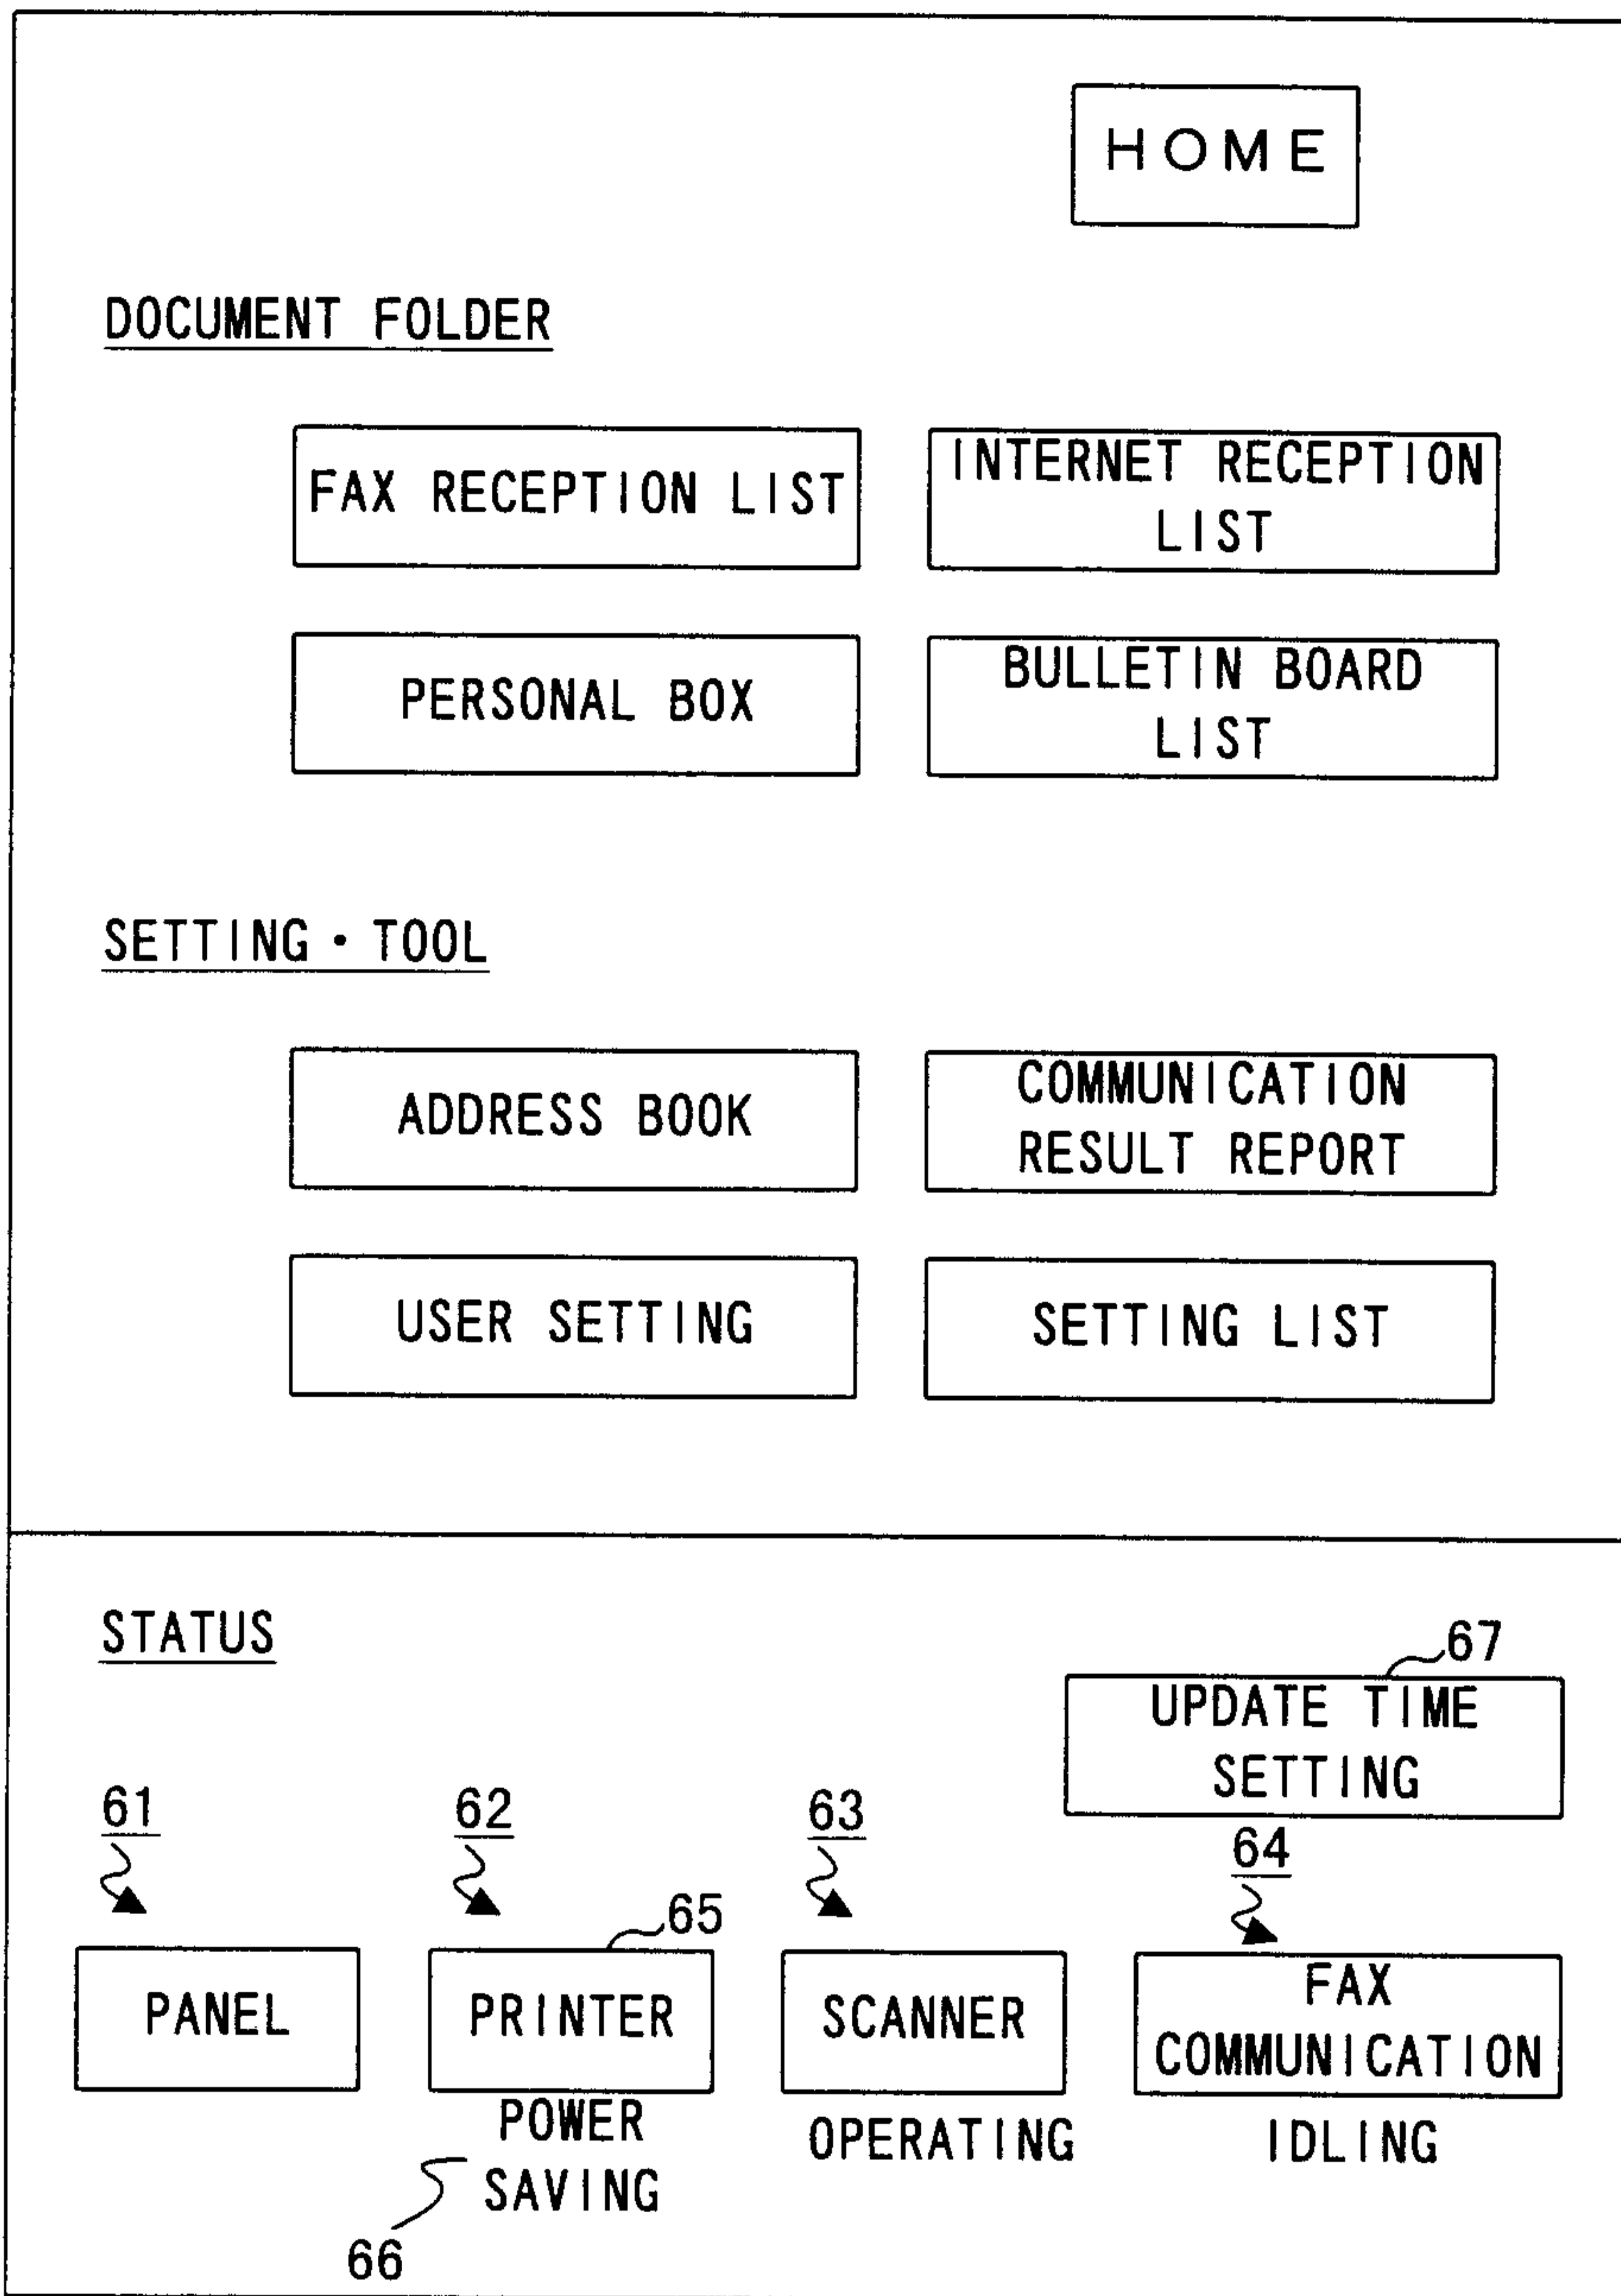 HOME
DOCUMENT FOLDER
FAX RECEPTION LIST
INTERNET RECEPTION
LIST
PERSONAL BOX
BULLETIN BOARD
LIST
SETTING・TOOL
ADDRESS BOOK
COMMUNICATION
RESULT REPORT
USER SETTING
SETTING LIST
STATUS
67
UPDATE TIME
SETTING
61
62
63
64
65
PANEL
PRINTER
SCANNER
FAX
COMMUNICATION
POWER
SAVING
OPERATING
IDLING
66